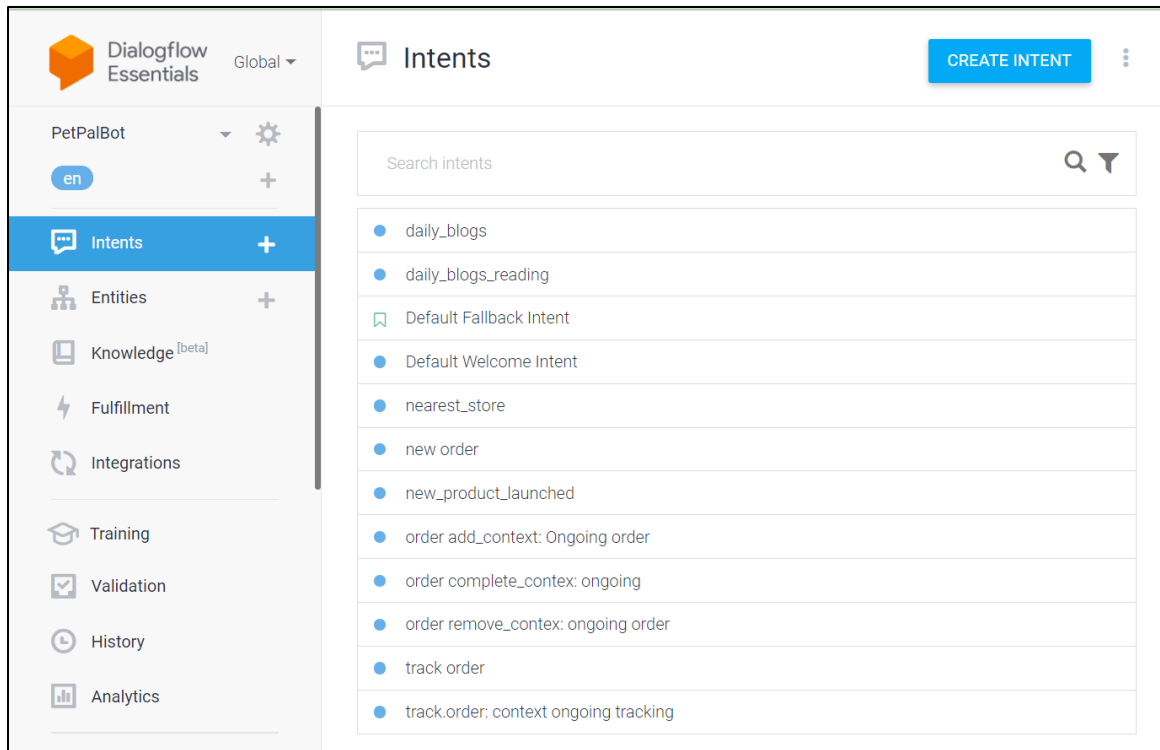 Dialogflow
Essentials
Global
Intents
CREATE INTENT
PetPalBot
en
Intents
Entities
Knowledge [beta]
Fulfillment
Integrations
Training
Validation
History
Analytics
Search intents
daily_blogs
daily_blogs_reading
Default Fallback Intent
Default Welcome Intent
nearest_store
new order
new_product_launched
order add_context: Ongoing order
order complete_contex: ongoing
order remove_contex: ongoing order
track order
track.order: context ongoing tracking